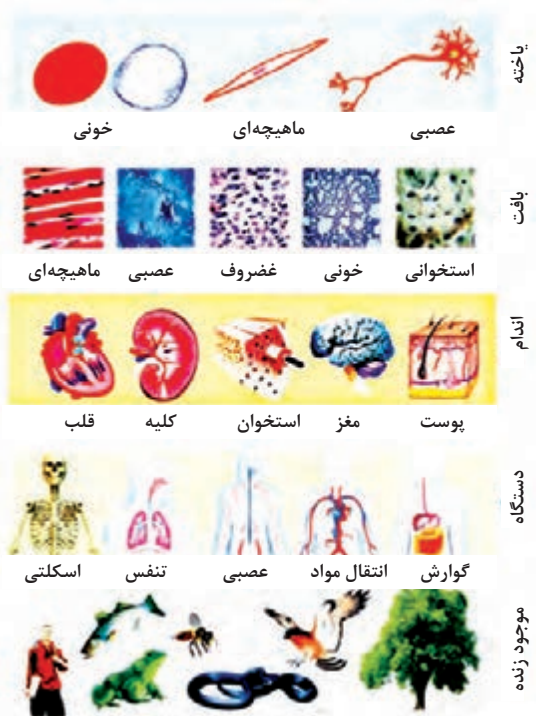 یاخته
عصبی ماهیچه‌ای خونی
بافت
استخوانی خونی غضروف عصبی ماهیچه‌ای
اندام
پوست مغز استخوان کلیه قلب
دستگاه
گوارش انتقال مواد عصبی تنفس اسکلتی
موجود زنده